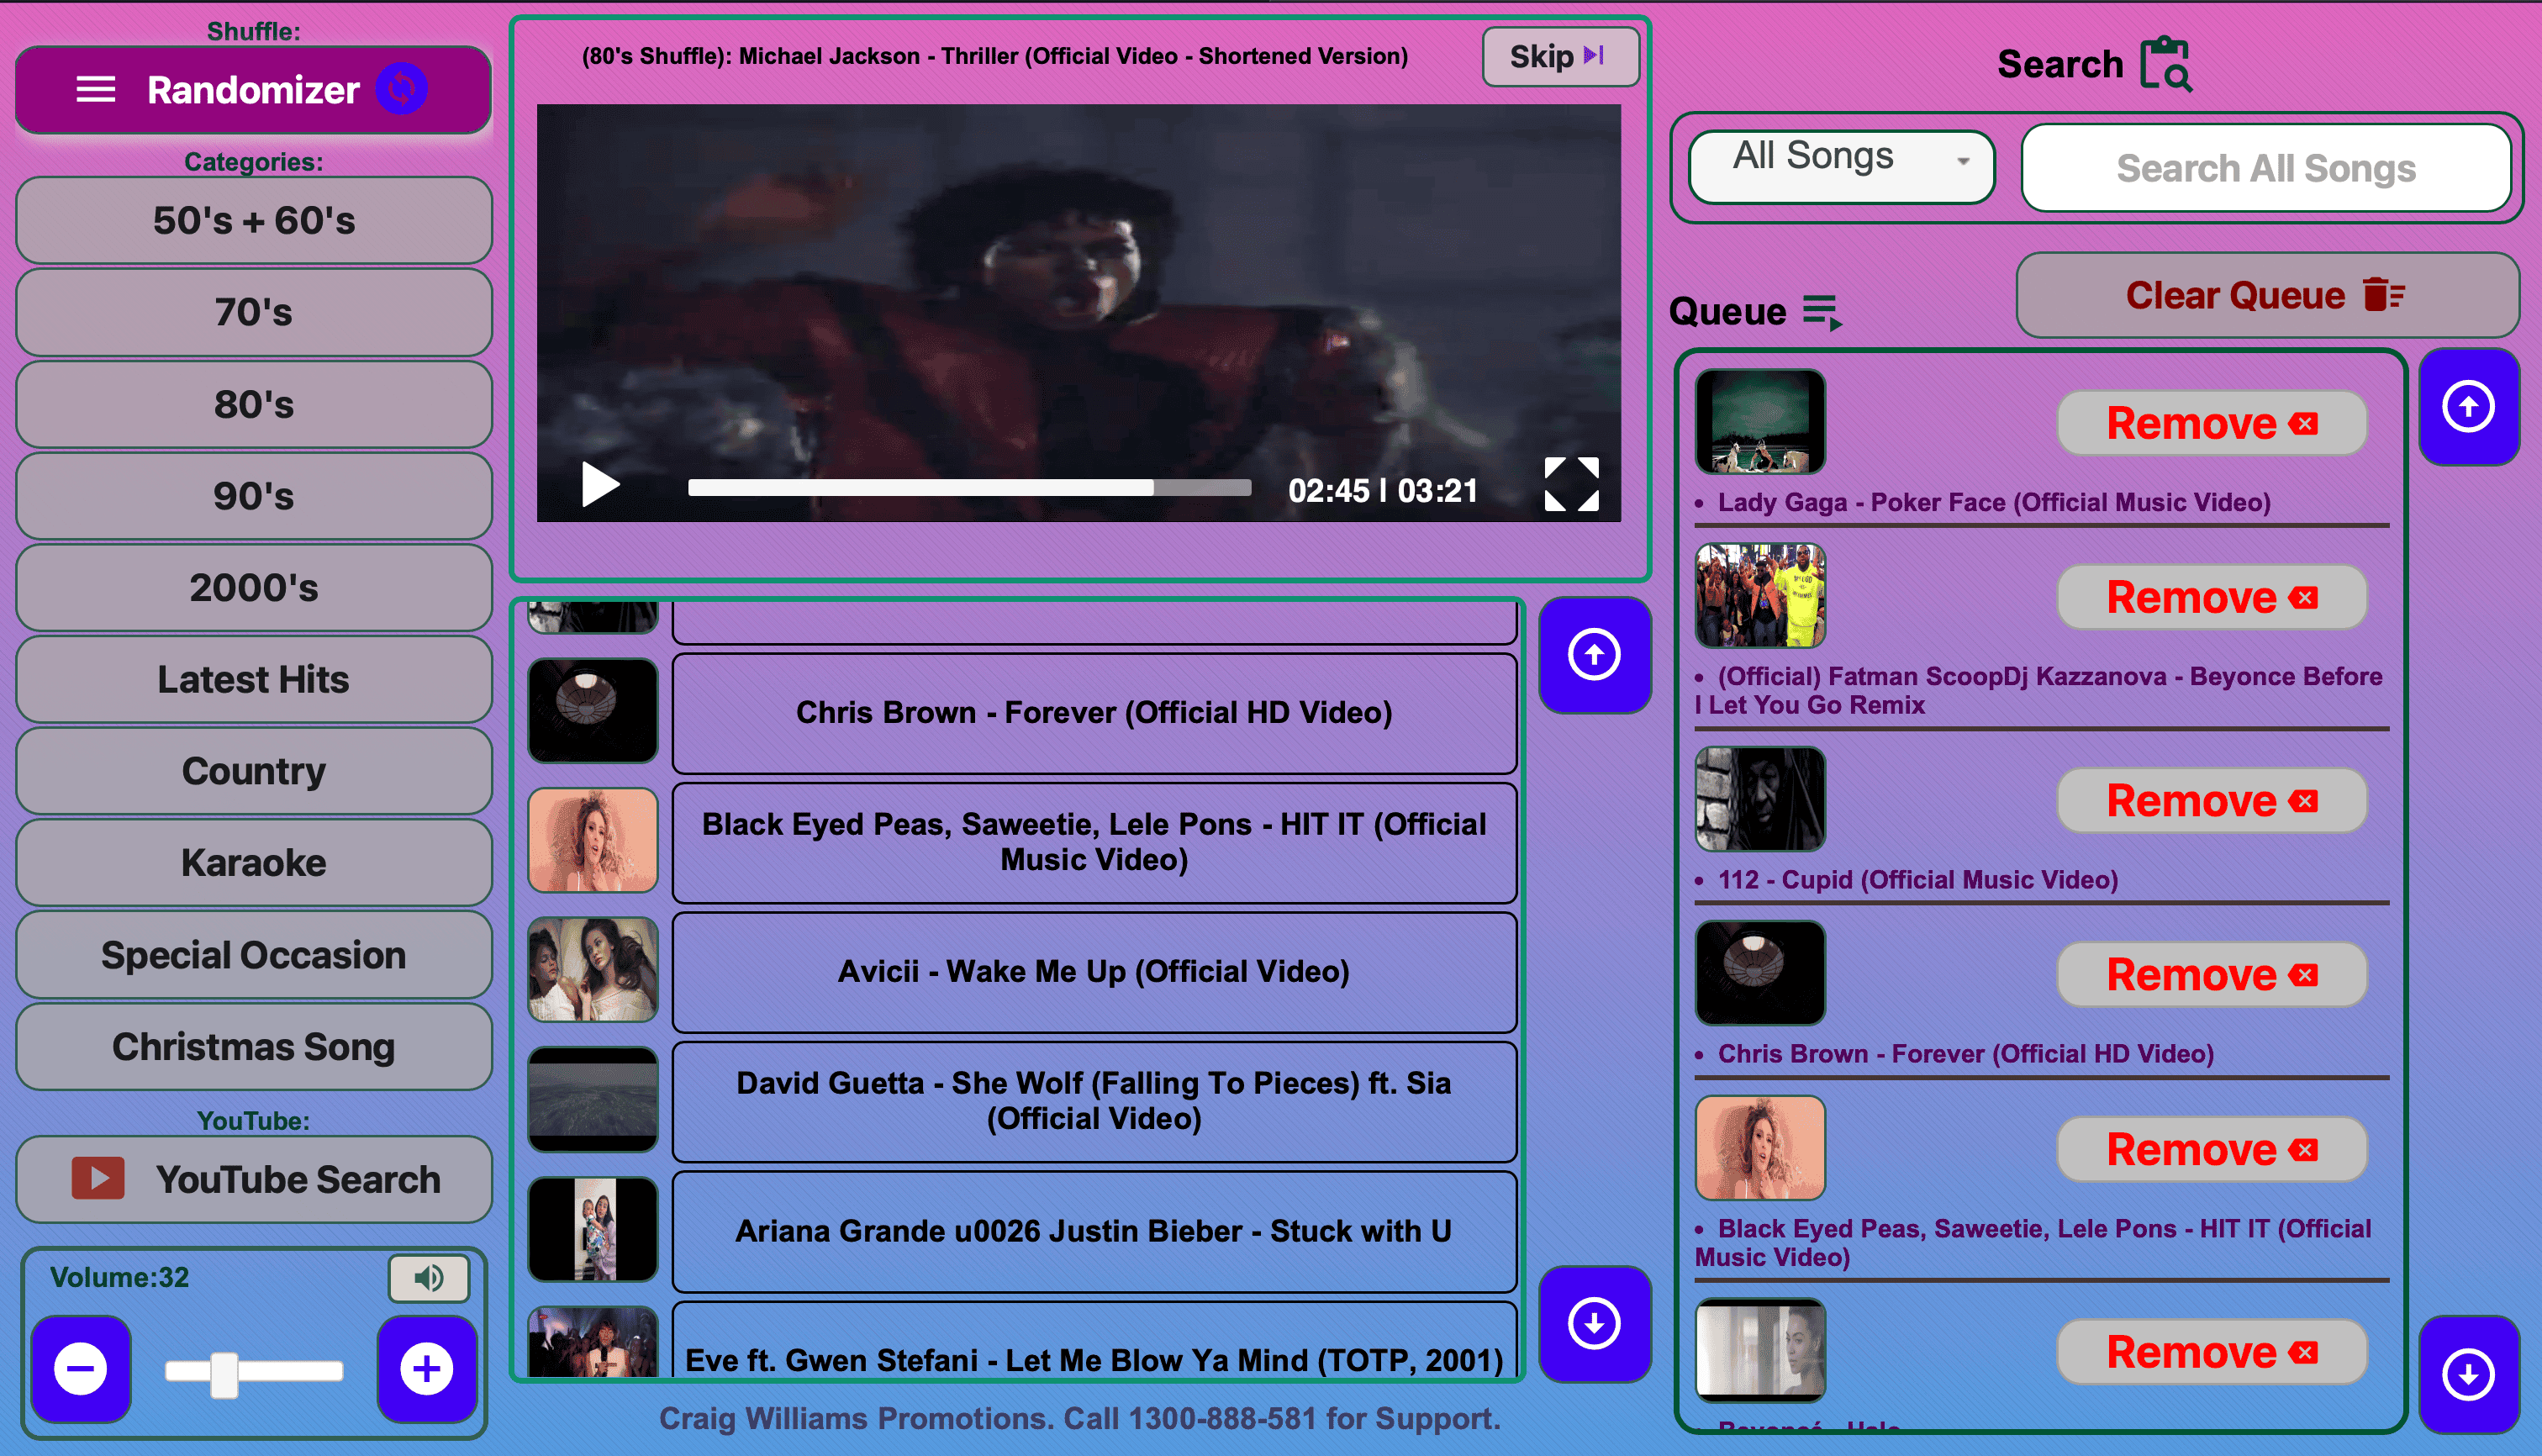 Shuffle:
Randomizer
Categories:
50's + 60's
70's
80's
90's
2000's
Latest Hits
Country
Karaoke
Special Occasion
Christmas Song
YouTube:
YouTube Search
Volume:32
(80's Shuffle): Michael Jackson - Thriller (Official Video - Shortened Version)
Skip
02:45 | 03:21
Chris Brown - Forever (Official HD Video)
Black Eyed Peas, Saweetie, Lele Pons - HIT IT (Official
Music Video)
Avicii - Wake Me Up (Official Video)
David Guetta - She Wolf (Falling To Pieces) ft. Sia
(Official Video)
Ariana Grande u0026 Justin Bieber - Stuck with U
Eve ft. Gwen Stefani - Let Me Blow Ya Mind (TOTP, 2001)
Craig Williams Promotions. Call 1300-888-581 for Support.
Search
All Songs
Search All Songs
Queue
Clear Queue
Remove
• Lady Gaga - Poker Face (Official Music Video)
Remove
• (Official) Fatman ScoopDj Kazzanova - Beyonce Before
I Let You Go Remix
Remove
• 112 - Cupid (Official Music Video)
Remove
• Chris Brown - Forever (Official HD Video)
Remove
• Black Eyed Peas, Saweetie, Lele Pons - HIT IT (Official
Music Video)
Remove
• Beyoncé - Halo